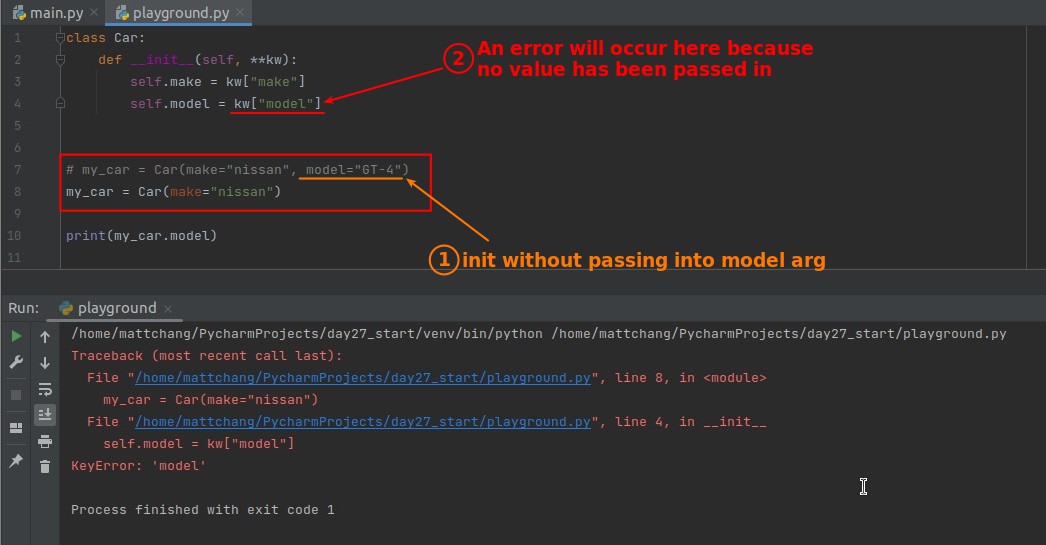 main.py × playground.py ×
1 class Car:
2 def __init__(self, **kw):
3 self.make = kw["make"]
4 self.model = kw["model"]
5
6
7 # my_car = Car(make="nissan", model="GT-4")
8 my_car = Car(make="nissan")
9
10 print(my_car.model)
11
2 An error will occur here because
no value has been passed in
1 init without passing into model arg
Run: playground ×
/home/mattchang/PycharmProjects/day27_start/venv/bin/python /home/mattchang/PycharmProjects/day27_start/playground.py
Traceback (most recent call last):
File "/home/mattchang/PycharmProjects/day27_start/playground.py", line 8, in <module>
my_car = Car(make="nissan")
File "/home/mattchang/PycharmProjects/day27_start/playground.py", line 4, in __init__
self.model = kw["model"]
KeyError: 'model'
Process finished with exit code 1